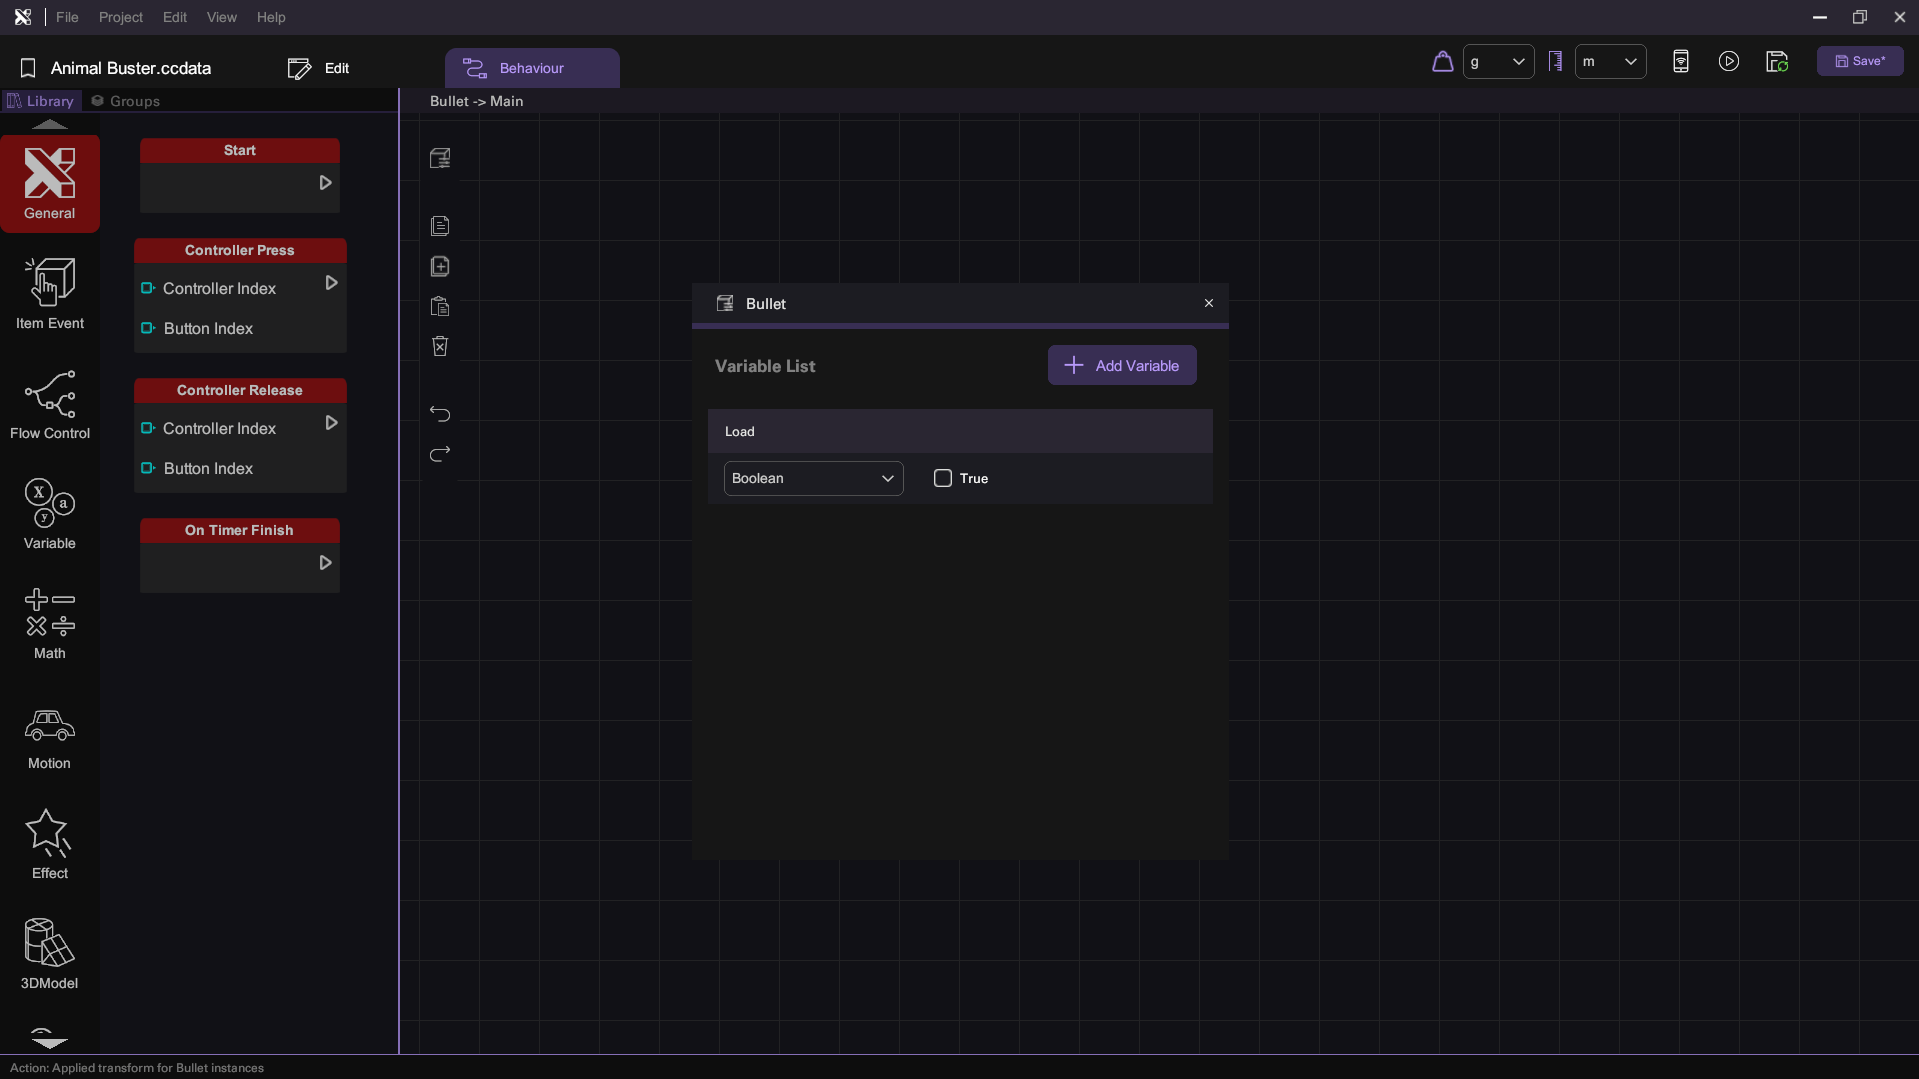 File Project Edit View Help
Animal Buster.ccdata
Edit
Behaviour
g
m
Save*
Library
Groups
Bullet -> Main
General
Item Event
Flow Control
Variable
Math
Motion
Effect
3DModel
Start
Controller Press
Controller Index
Button Index
Controller Release
Controller Index
Button Index
On Timer Finish
Bullet
Variable List
Add Variable
Load
Boolean
True
X
a
y
Action: Applied transform for Bullet instances